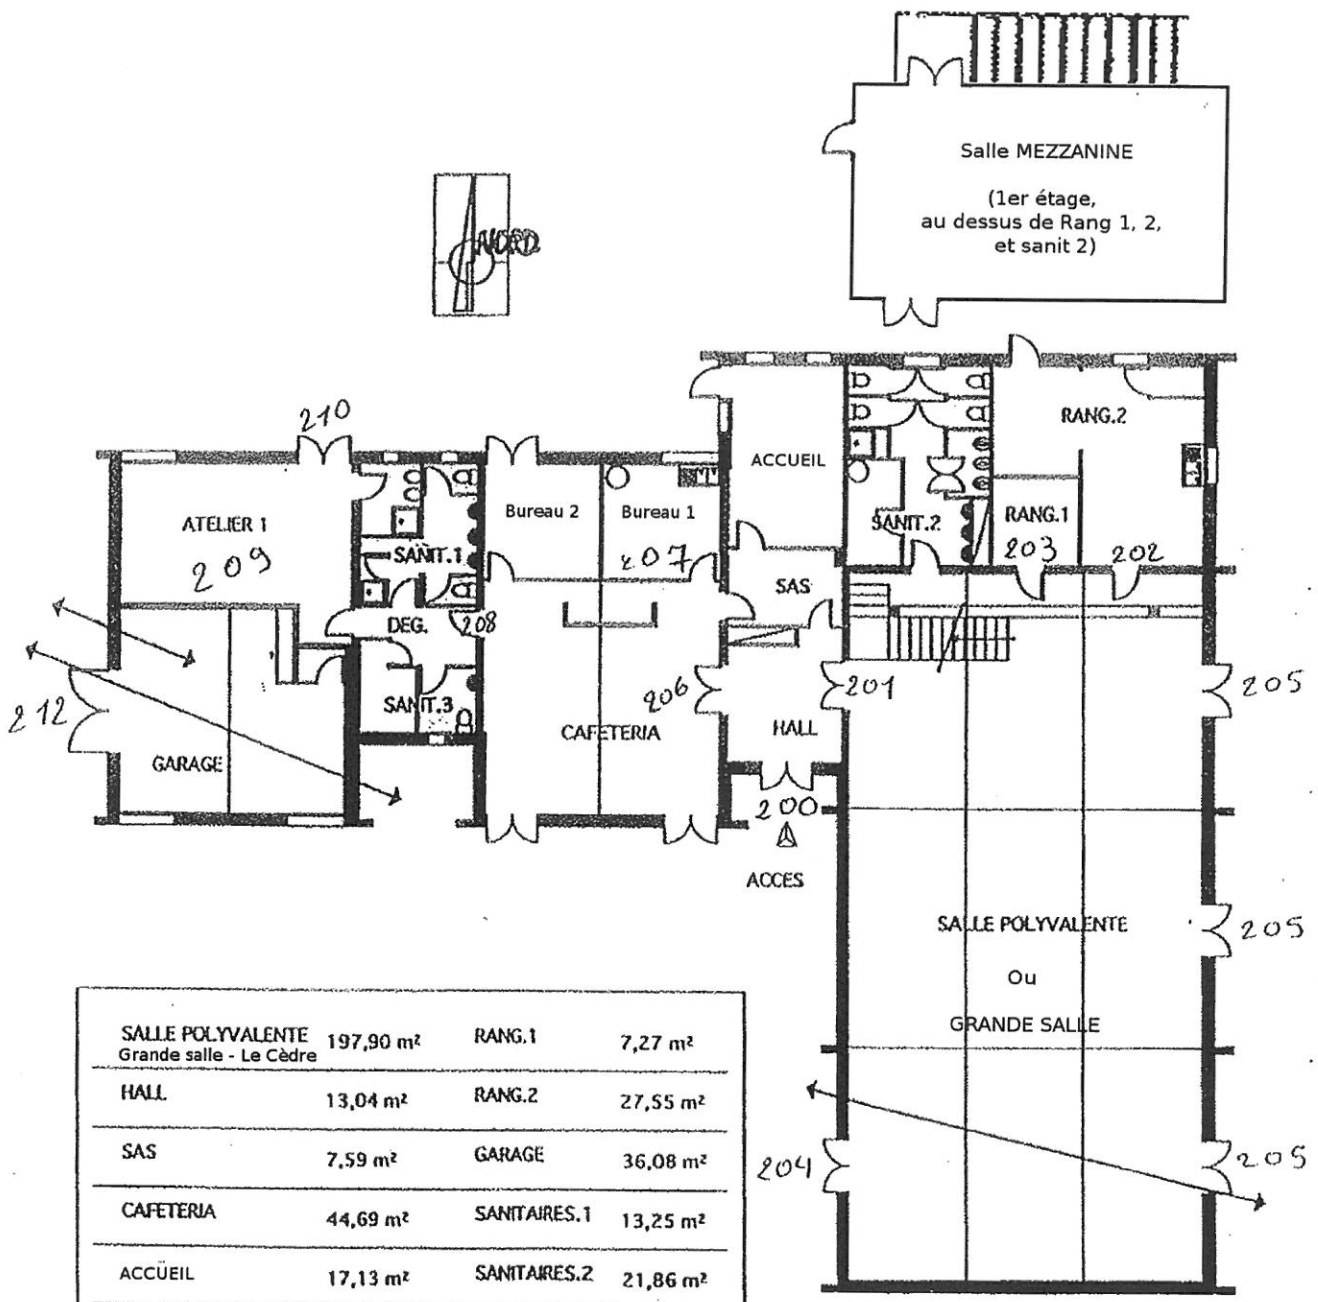 Salle MEZZANINE
(1er étage,
au dessus de Rang 1, 2,
et sanit 2)
NORD
210
ACCUEIL
RANG.2
ATELIER 1
209
SANIT.1
Bureau 2
Bureau 1
207
SANIT.2
RANG.1
203
202
SAS
DEG.
208
212
GARAGE
SANIT.3
CAFETERIA
206
HALL
201
205
200
ACCES
SALLE POLYVALENTE
Ou
GRANDE SALLE
205
204
205
SALLE POLYVALENTE 197,90 m² RANG.1 7,27 m²
Grande salle - Le Cèdre
HALL 13,04 m² RANG.2 27,55 m²
SAS 7,59 m² GARAGE 36,08 m²
CAFETERIA 44,69 m² SANITAIRES.1 13,25 m²
ACCÜEIL 17,13 m² SANITAIRES.2 21,86 m²